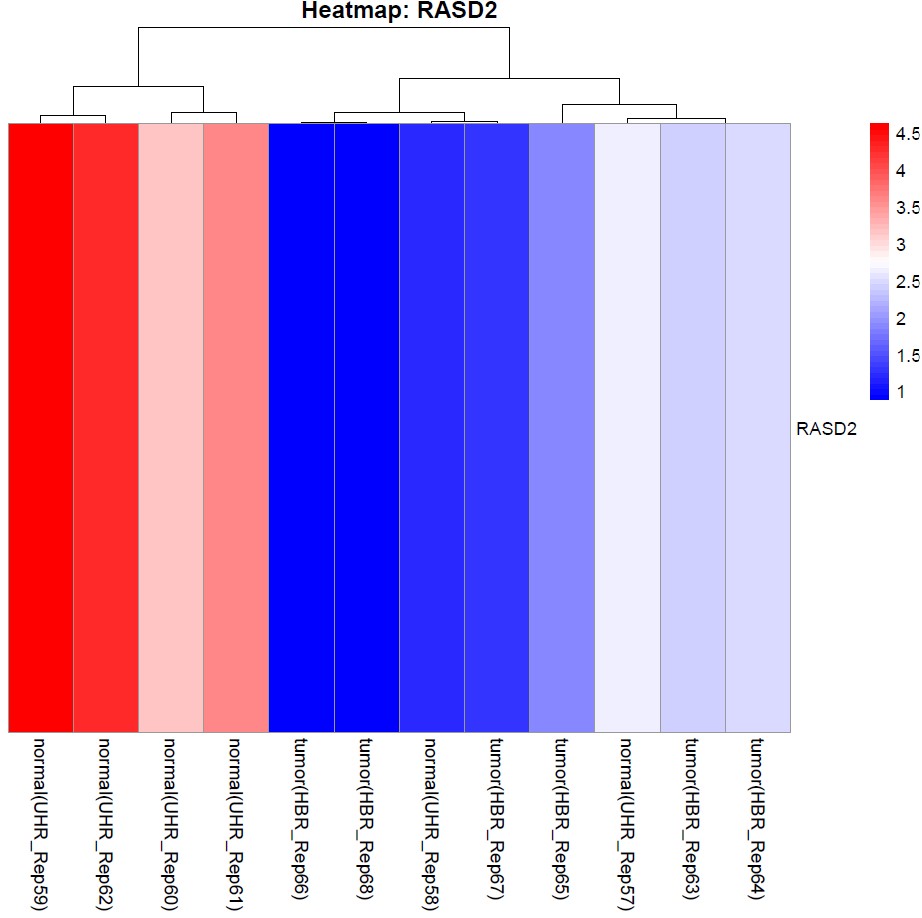 Heatmap: RASD2
4.5
4
3.5
3
2.5
2
1.5
1
RASD2
normal(UHR_Rep59)
normal(UHR_Rep62)
normal(UHR_Rep60)
normal(UHR_Rep61)
tumor(HBR_Rep66)
tumor(HBR_Rep68)
normal(UHR_Rep58)
tumor(HBR_Rep67)
tumor(HBR_Rep65)
normal(UHR_Rep57)
tumor(HBR_Rep63)
tumor(HBR_Rep64)